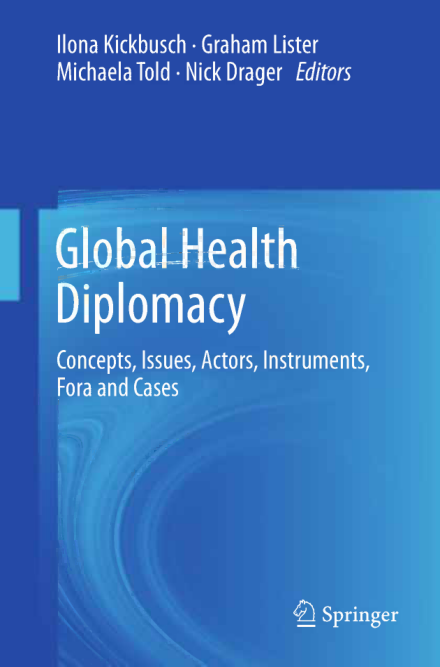 Ilona Kickbusch · Graham Lister
Michaela Told · Nick Drager Editors
Global Health
Diplomacy
Concepts, Issues, Actors, Instruments,
Fora and Cases
Springer